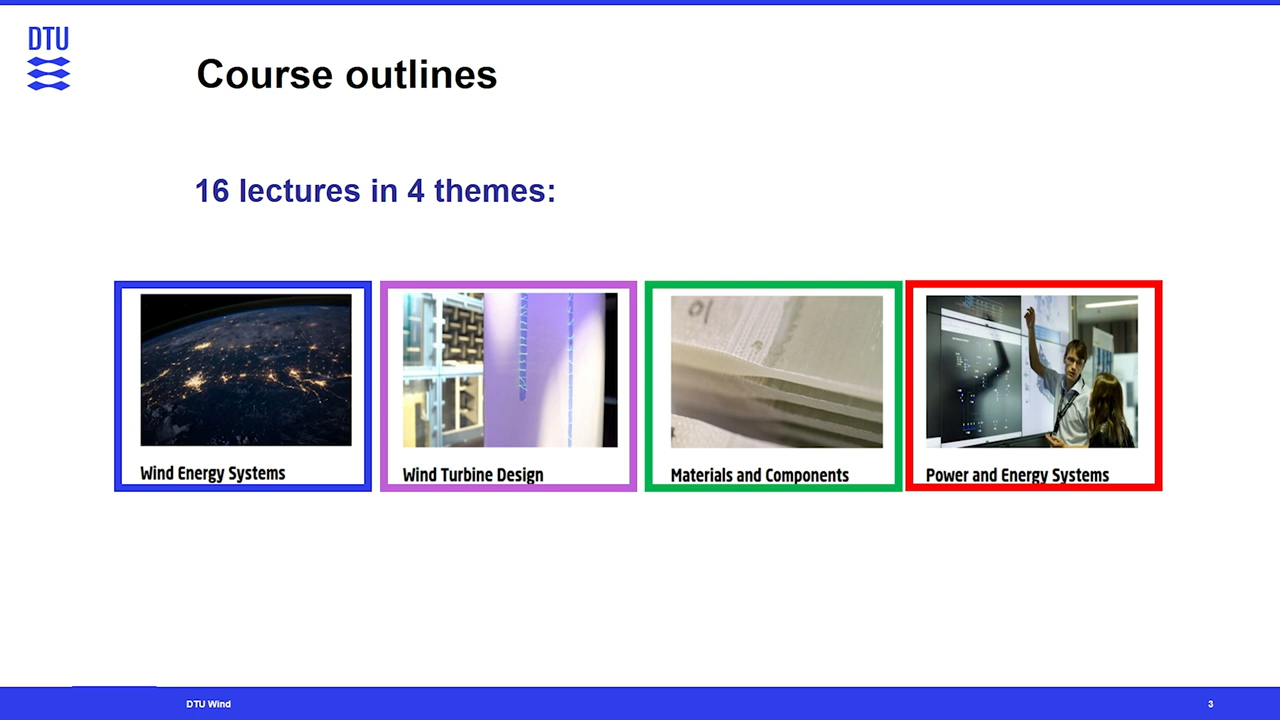 DTU
Course outlines
16 lectures in 4 themes:
Wind Energy Systems
Wind Turbine Design
Materials and Components
Power and Energy Systems
DTU Wind
3